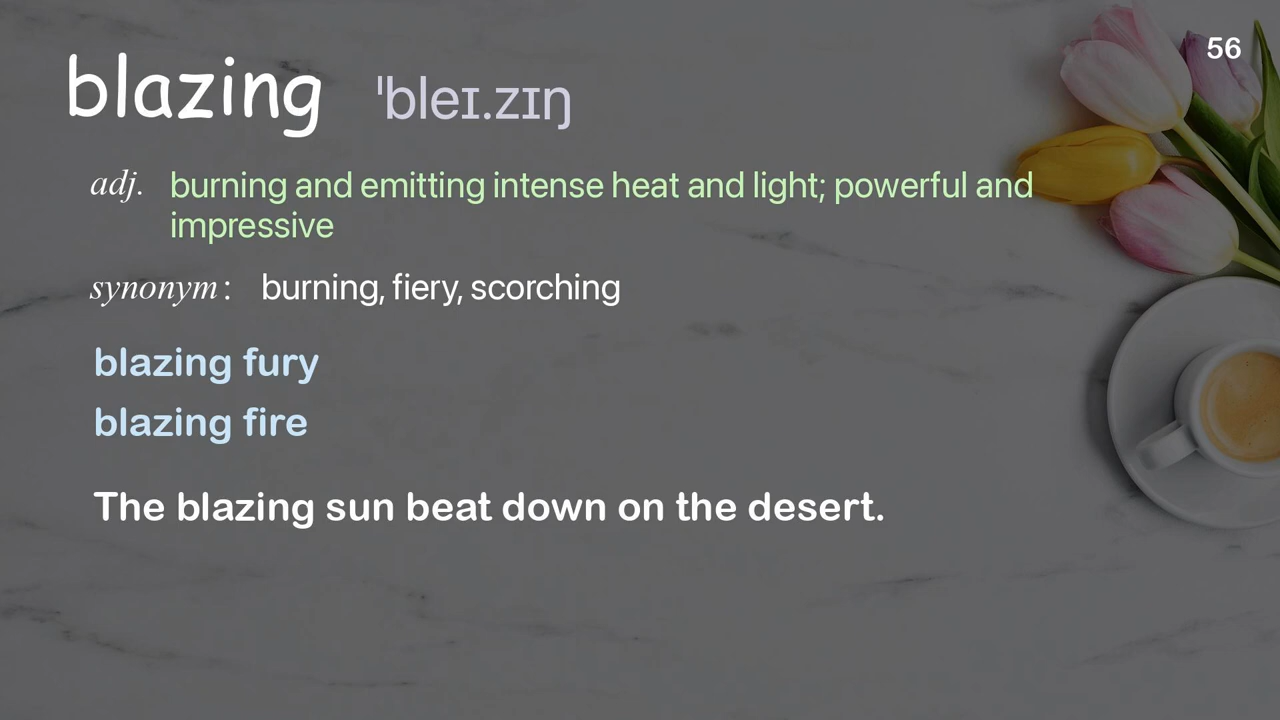 56
blazing ˈbleɪ.zɪŋ
adj. burning and emitting intense heat and light; powerful and
impressive
synonym: burning, fiery, scorching
blazing fury
blazing fire
The blazing sun beat down on the desert.